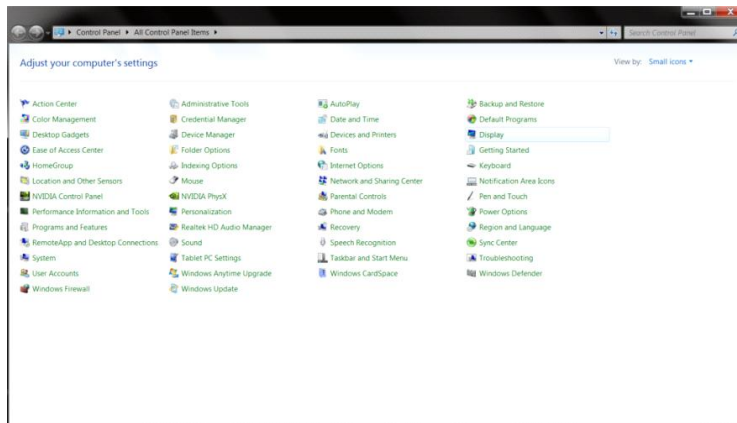 Control Panel All Control Panel Items Search Control Panel
Adjust your computer's settings View by: Small icons
Action Center Administrative Tools AutoPlay Backup and Restore
Color Management Credential Manager Date and Time Default Programs
Desktop Gadgets Device Manager Devices and Printers Display
Ease of Access Center Folder Options Fonts Getting Started
HomeGroup Indexing Options Internet Options Keyboard
Location and Other Sensors Mouse Network and Sharing Center Notification Area Icons
NVIDIA Control Panel NVIDIA PhysX Parental Controls Pen and Touch
Performance Information and Tools Personalization Phone and Modem Power Options
Programs and Features Realtek HD Audio Manager Recovery Region and Language
RemoteApp and Desktop Connections Sound Speech Recognition Sync Center
System Tablet PC Settings Taskbar and Start Menu Troubleshooting
User Accounts Windows Anytime Upgrade Windows CardSpace Windows Defender
Windows Firewall Windows Update